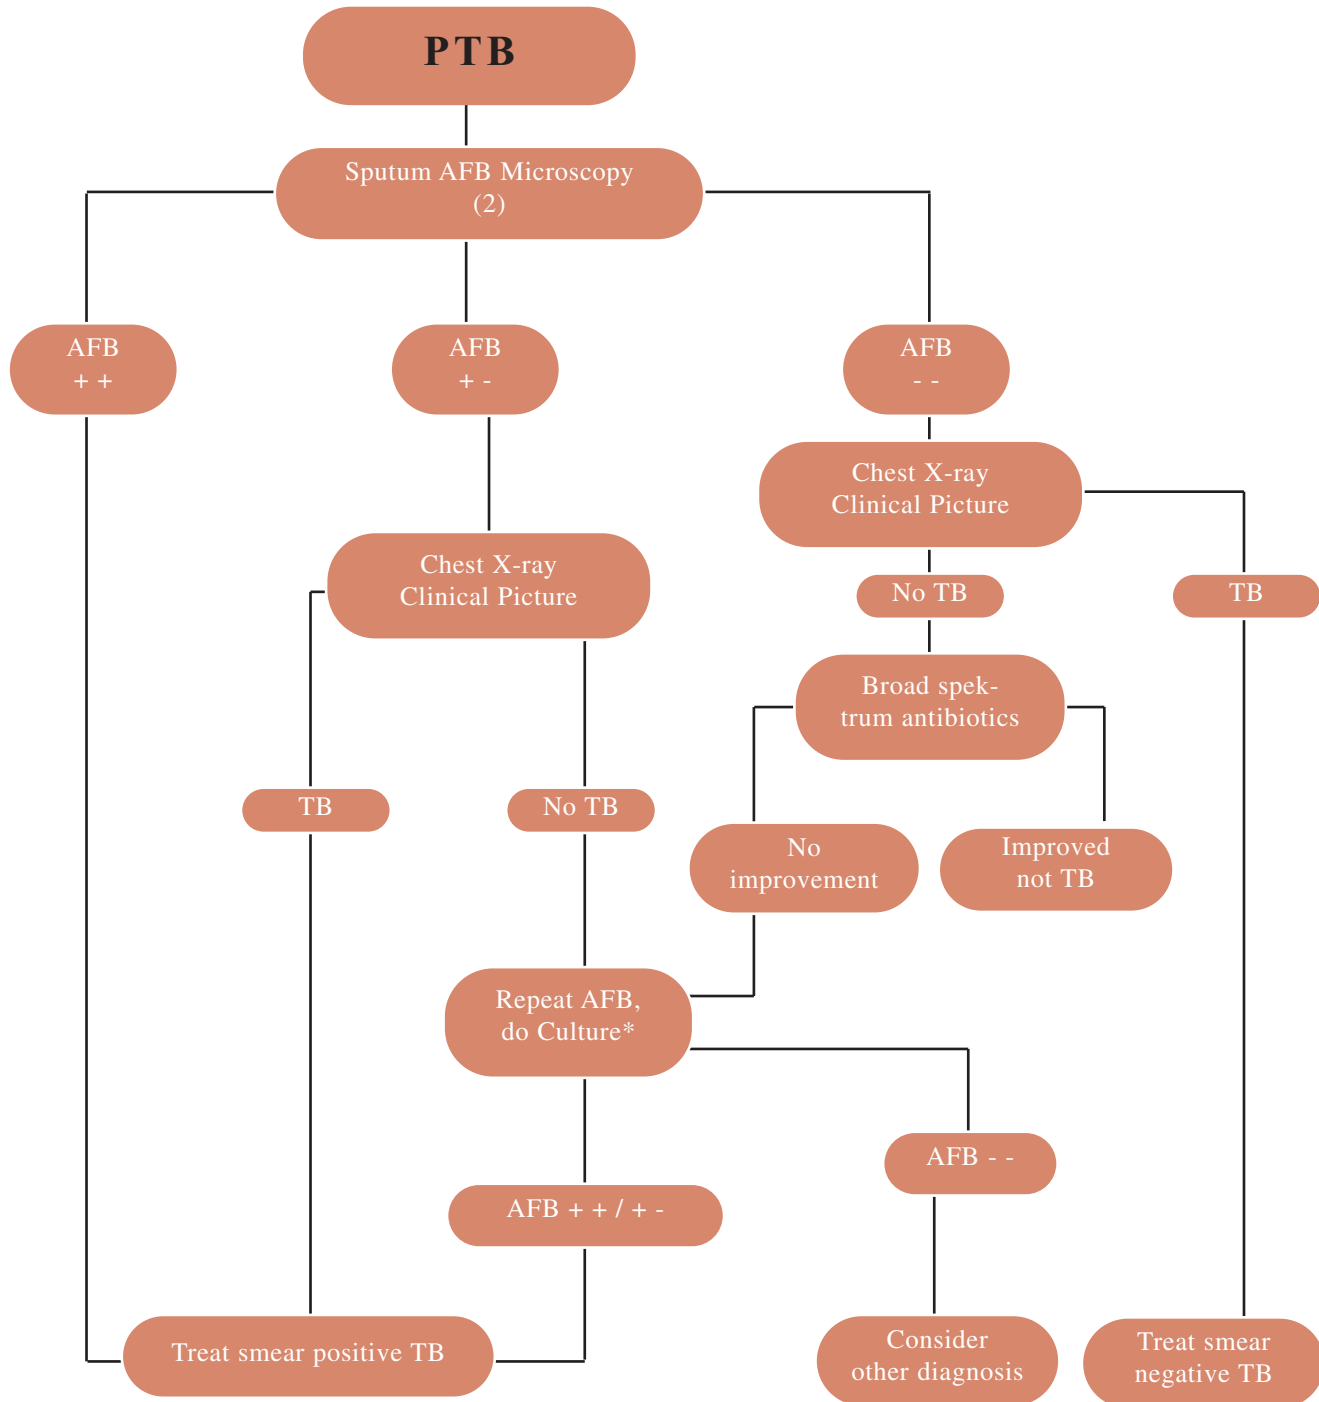 PTB
Sputum AFB Microscopy
(2)
AFB
+ +
AFB
+ -
AFB
- -
Chest X-ray
Clinical Picture
Chest X-ray
Clinical Picture
No TB
TB
Broad spek-
trum antibiotics
TB
No TB
No
improvement
Improved
not TB
Repeat AFB,
do Culture*
AFB - -
AFB + + / + -
Treat smear positive TB
Consider
other diagnosis
Treat smear
negative TB